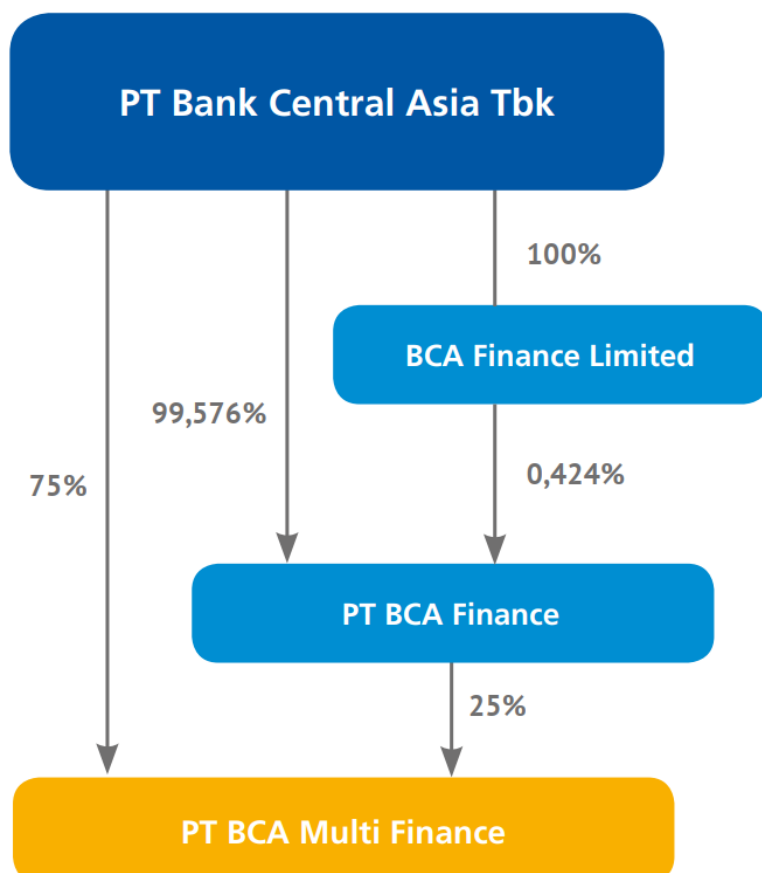 PT Bank Central Asia Tbk
100%
BCA Finance Limited
99,576%
75%
0,424%
PT BCA Finance
25%
PT BCA Multi Finance